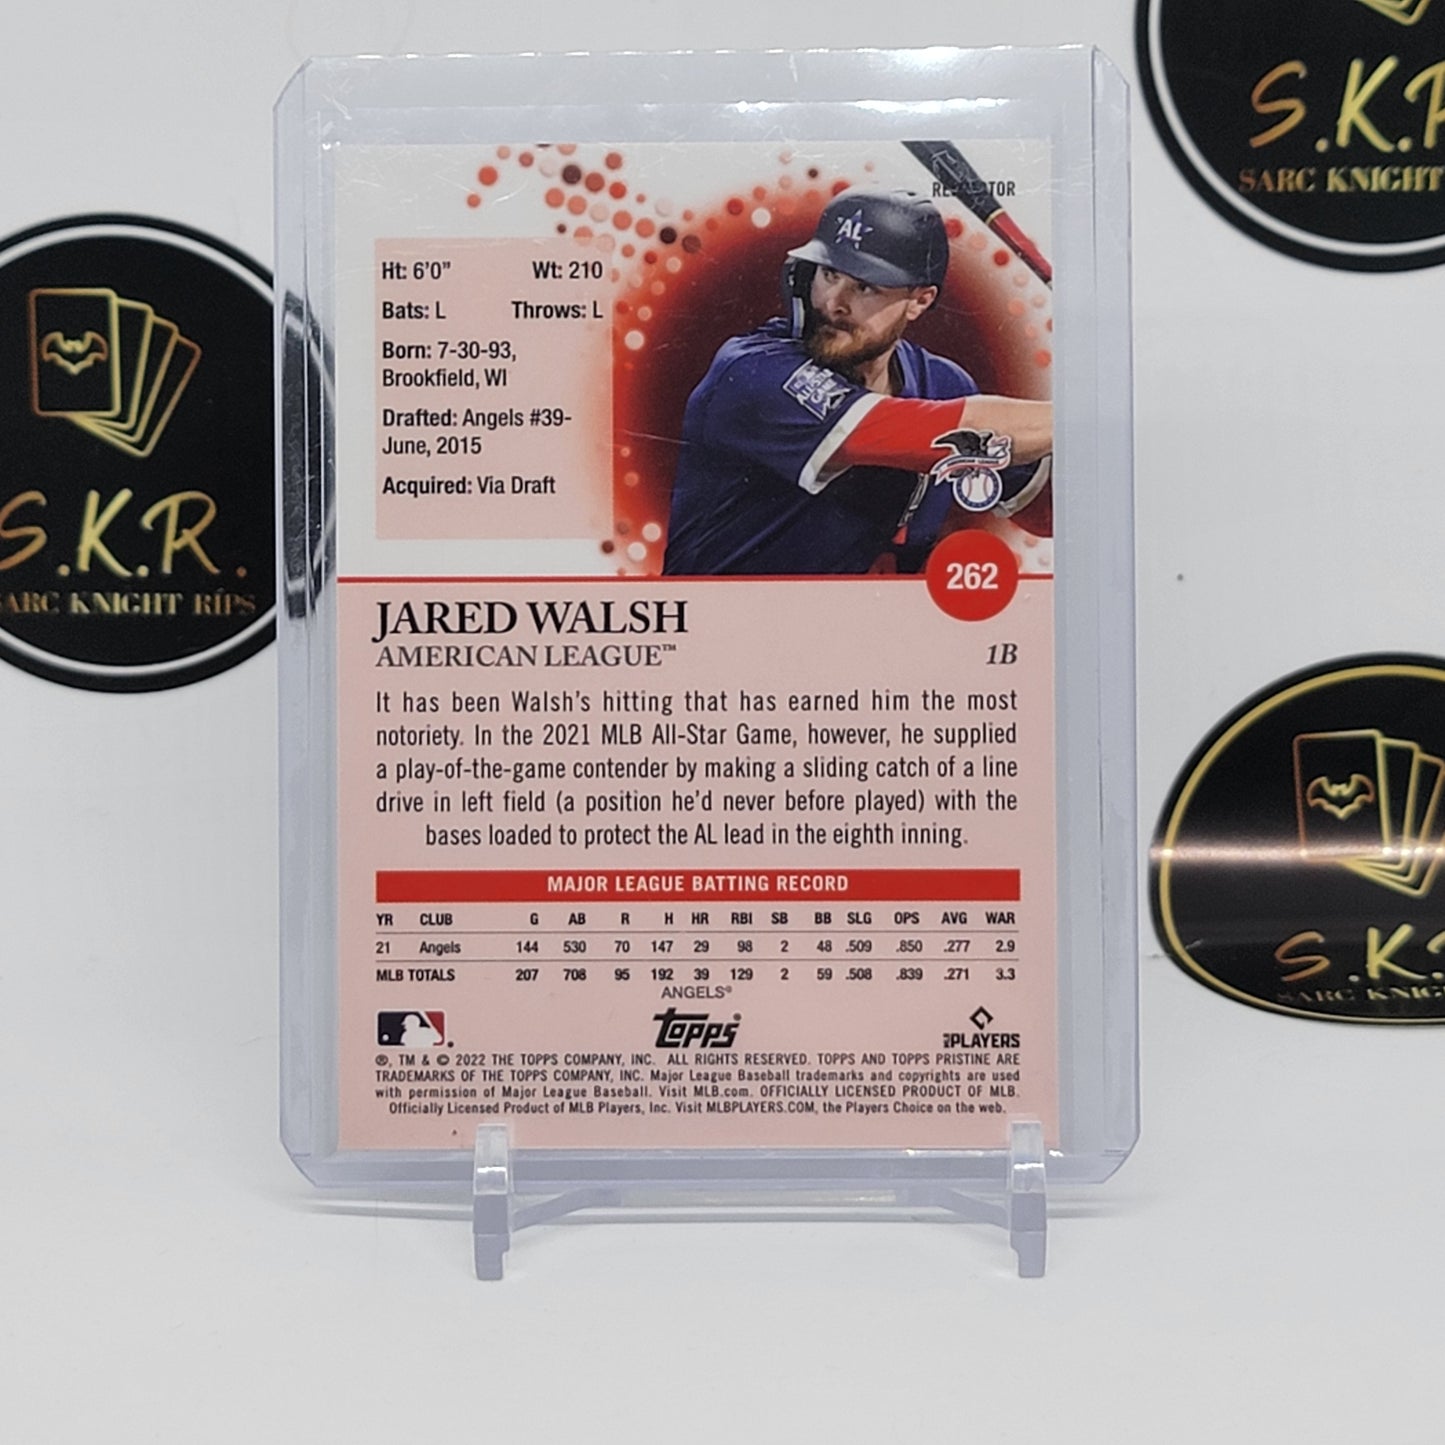 S.K.R
SARC KNIGHT
S.K.R.
SARC KNIGHT RIPS
AL
Ht: 6'0" Wt: 210
Bats: L Throws: L
Born: 7-30-93,
Brookfield, WI
Drafted: Angels #39-
June, 2015
Acquired: Via Draft
262
JARED WALSH
AMERICAN LEAGUE™ 1B
It has been Walsh's hitting that has earned him the most
notoriety. In the 2021 MLB All-Star Game, however, he supplied
a play-of-the-game contender by making a sliding catch of a line
drive in left field (a position he'd never before played) with the
bases loaded to protect the AL lead in the eighth inning.
MAJOR LEAGUE BATTING RECORD
YR CLUB G AB R H HR RBI SB BB SLG OPS AVG WAR
21 Angels 144 530 70 147 29 98 2 48 .509 .850 .277 2.9
MLB TOTALS 207 708 95 192 39 129 2 59 .508 .839 .271 3.3
ANGELS®
Topps®
MLB PLAYERS
®, TM & © 2022 THE TOPPS COMPANY, INC. ALL RIGHTS RESERVED. TOPPS AND TOPPS PRISTINE ARE
TRADEMARKS OF THE TOPPS COMPANY, INC. Major League Baseball trademarks and copyrights are used
with permission of Major League Baseball. Visit MLB.com. OFFICIALLY LICENSED PRODUCT OF MLB.
Officially Licensed Product of MLB Players, Inc. Visit MLBPLAYERS.COM, the Players Choice on the web.
S.K.
SARC KNIG